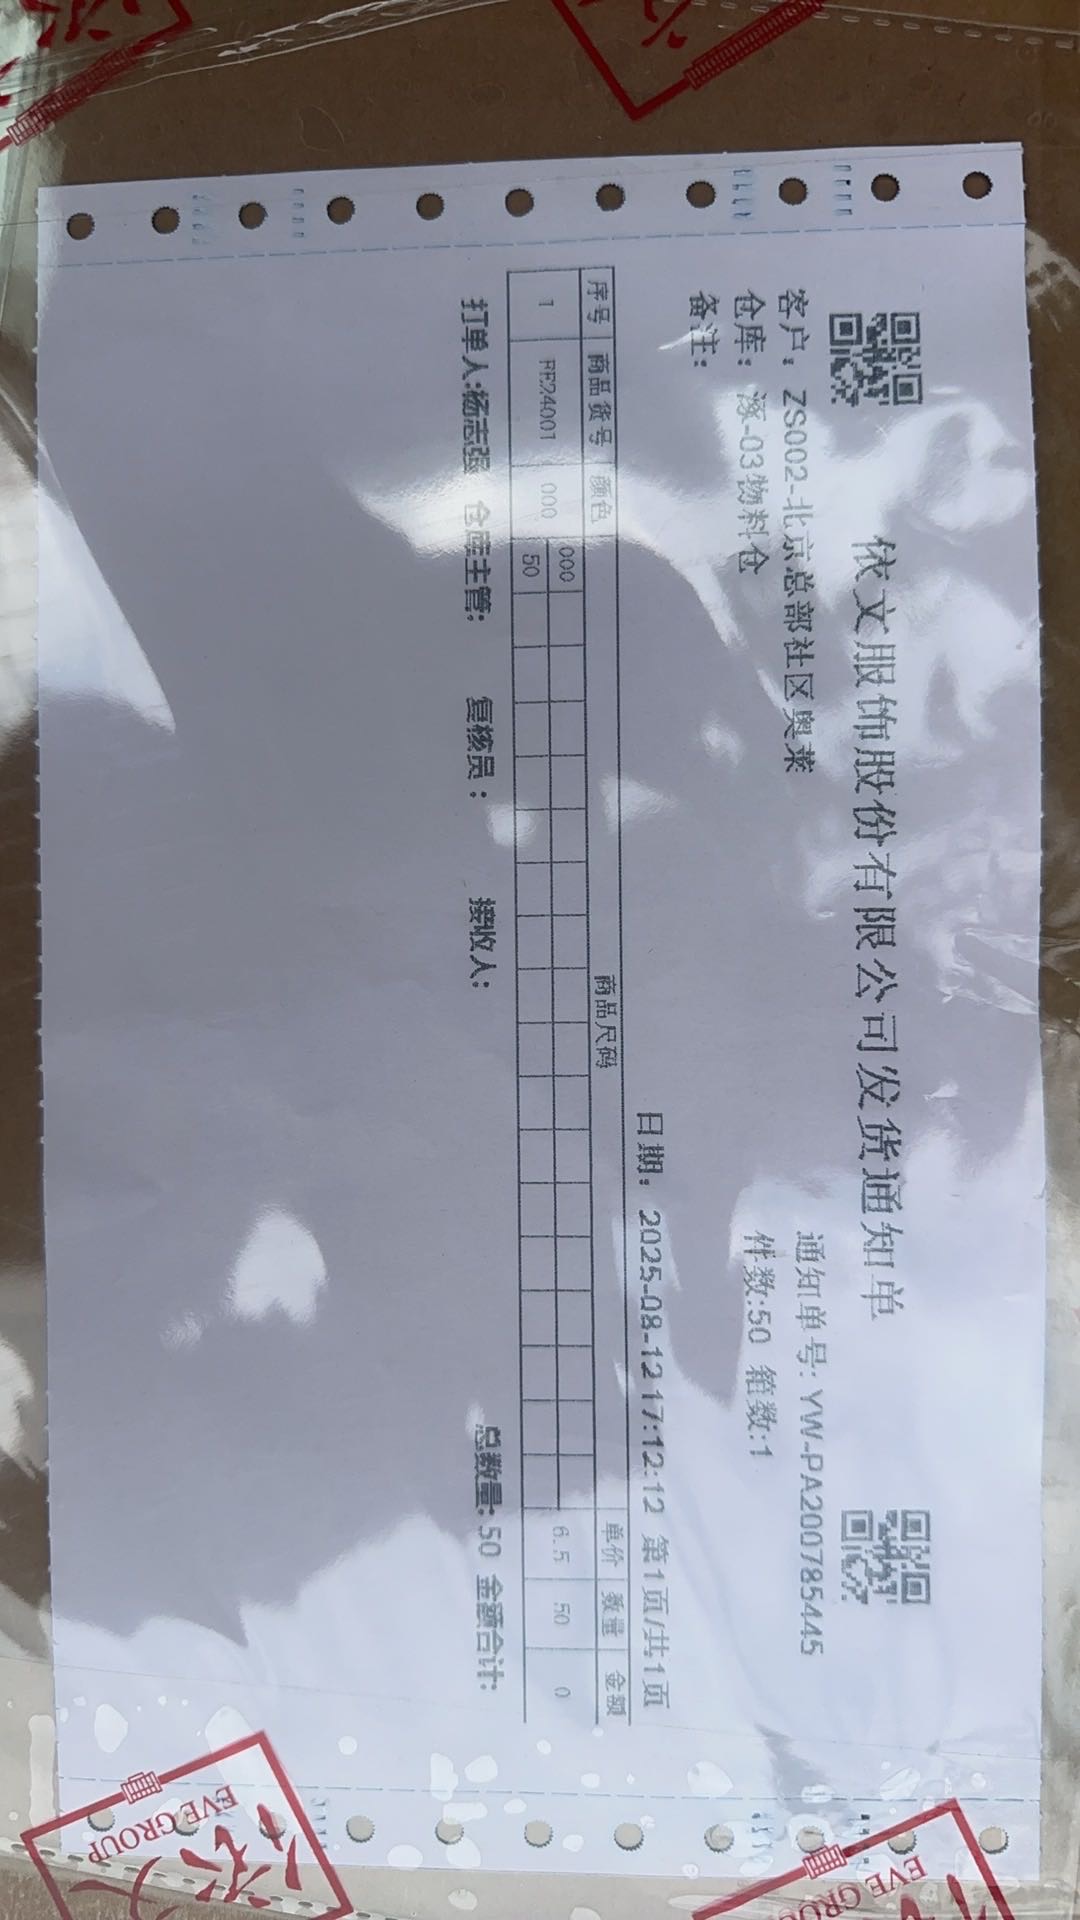 依文服饰股份有限公司发货通知单
客户: ZS002-北京总部社区奥莱 通知单号: YW-PA200785445
仓库: 涿-03物料仓 件数:50 箱数:1
备注:
日期: 2025-08-12 17:12:12 第1页/共1页
序号 商品货号 颜色 商品尺码 单价 数量 金额
000
1 RE24001 000 50 6.5 50 0
打单人:杨志强 仓库主管: 复核员: 接收人: 总数量:50 金额合计:
EVE GROUP
EVE GROUP